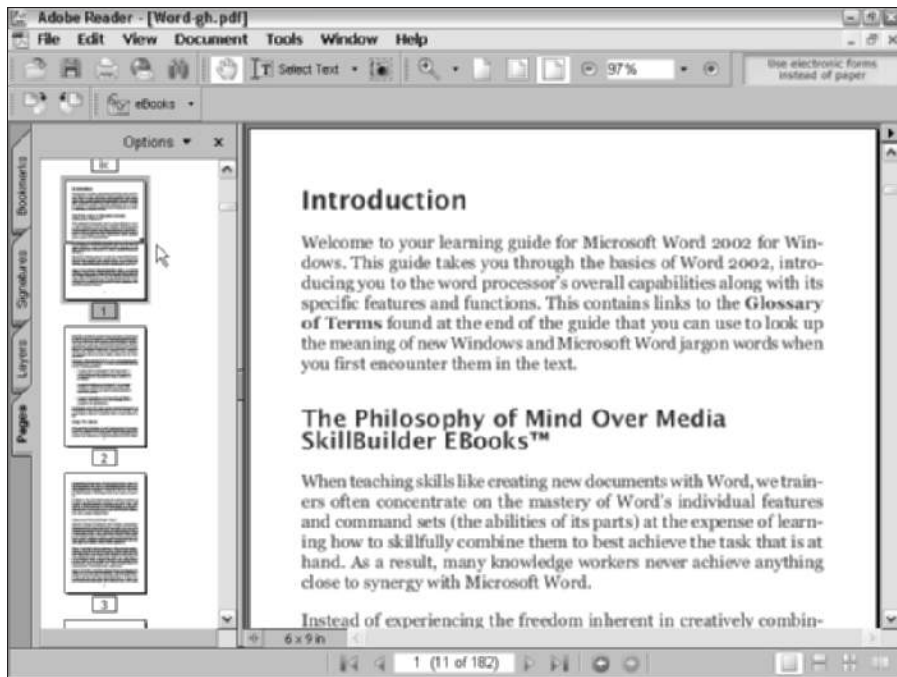 Adobe Reader - [Word-gh.pdf]
File Edit View Document Tools Window Help
Select Text 97% Use electronic forms
instead of paper
eBooks
Options x
Bookmarks
Signatures
Layers
Pages
1
2
3
Introduction
Welcome to your learning guide for Microsoft Word 2002 for Win-
dows. This guide takes you through the basics of Word 2002, intro-
ducing you to the word processor's overall capabilities along with its
specific features and functions. This contains links to the Glossary
of Terms found at the end of the guide that you can use to look up
the meaning of new Windows and Microsoft Word jargon words when
you first encounter them in the text.
The Philosophy of Mind Over Media
SkillBuilder EBooks™
When teaching skills like creating new documents with Word, we train-
ers often concentrate on the mastery of Word's individual features
and command sets (the abilities of its parts) at the expense of learn-
ing how to skillfully combine them to best achieve the task that is at
hand. As a result, many knowledge workers never achieve anything
close to synergy with Microsoft Word.
Instead of experiencing the freedom inherent in creatively combin-
6 x 9 in
1 (11 of 182)